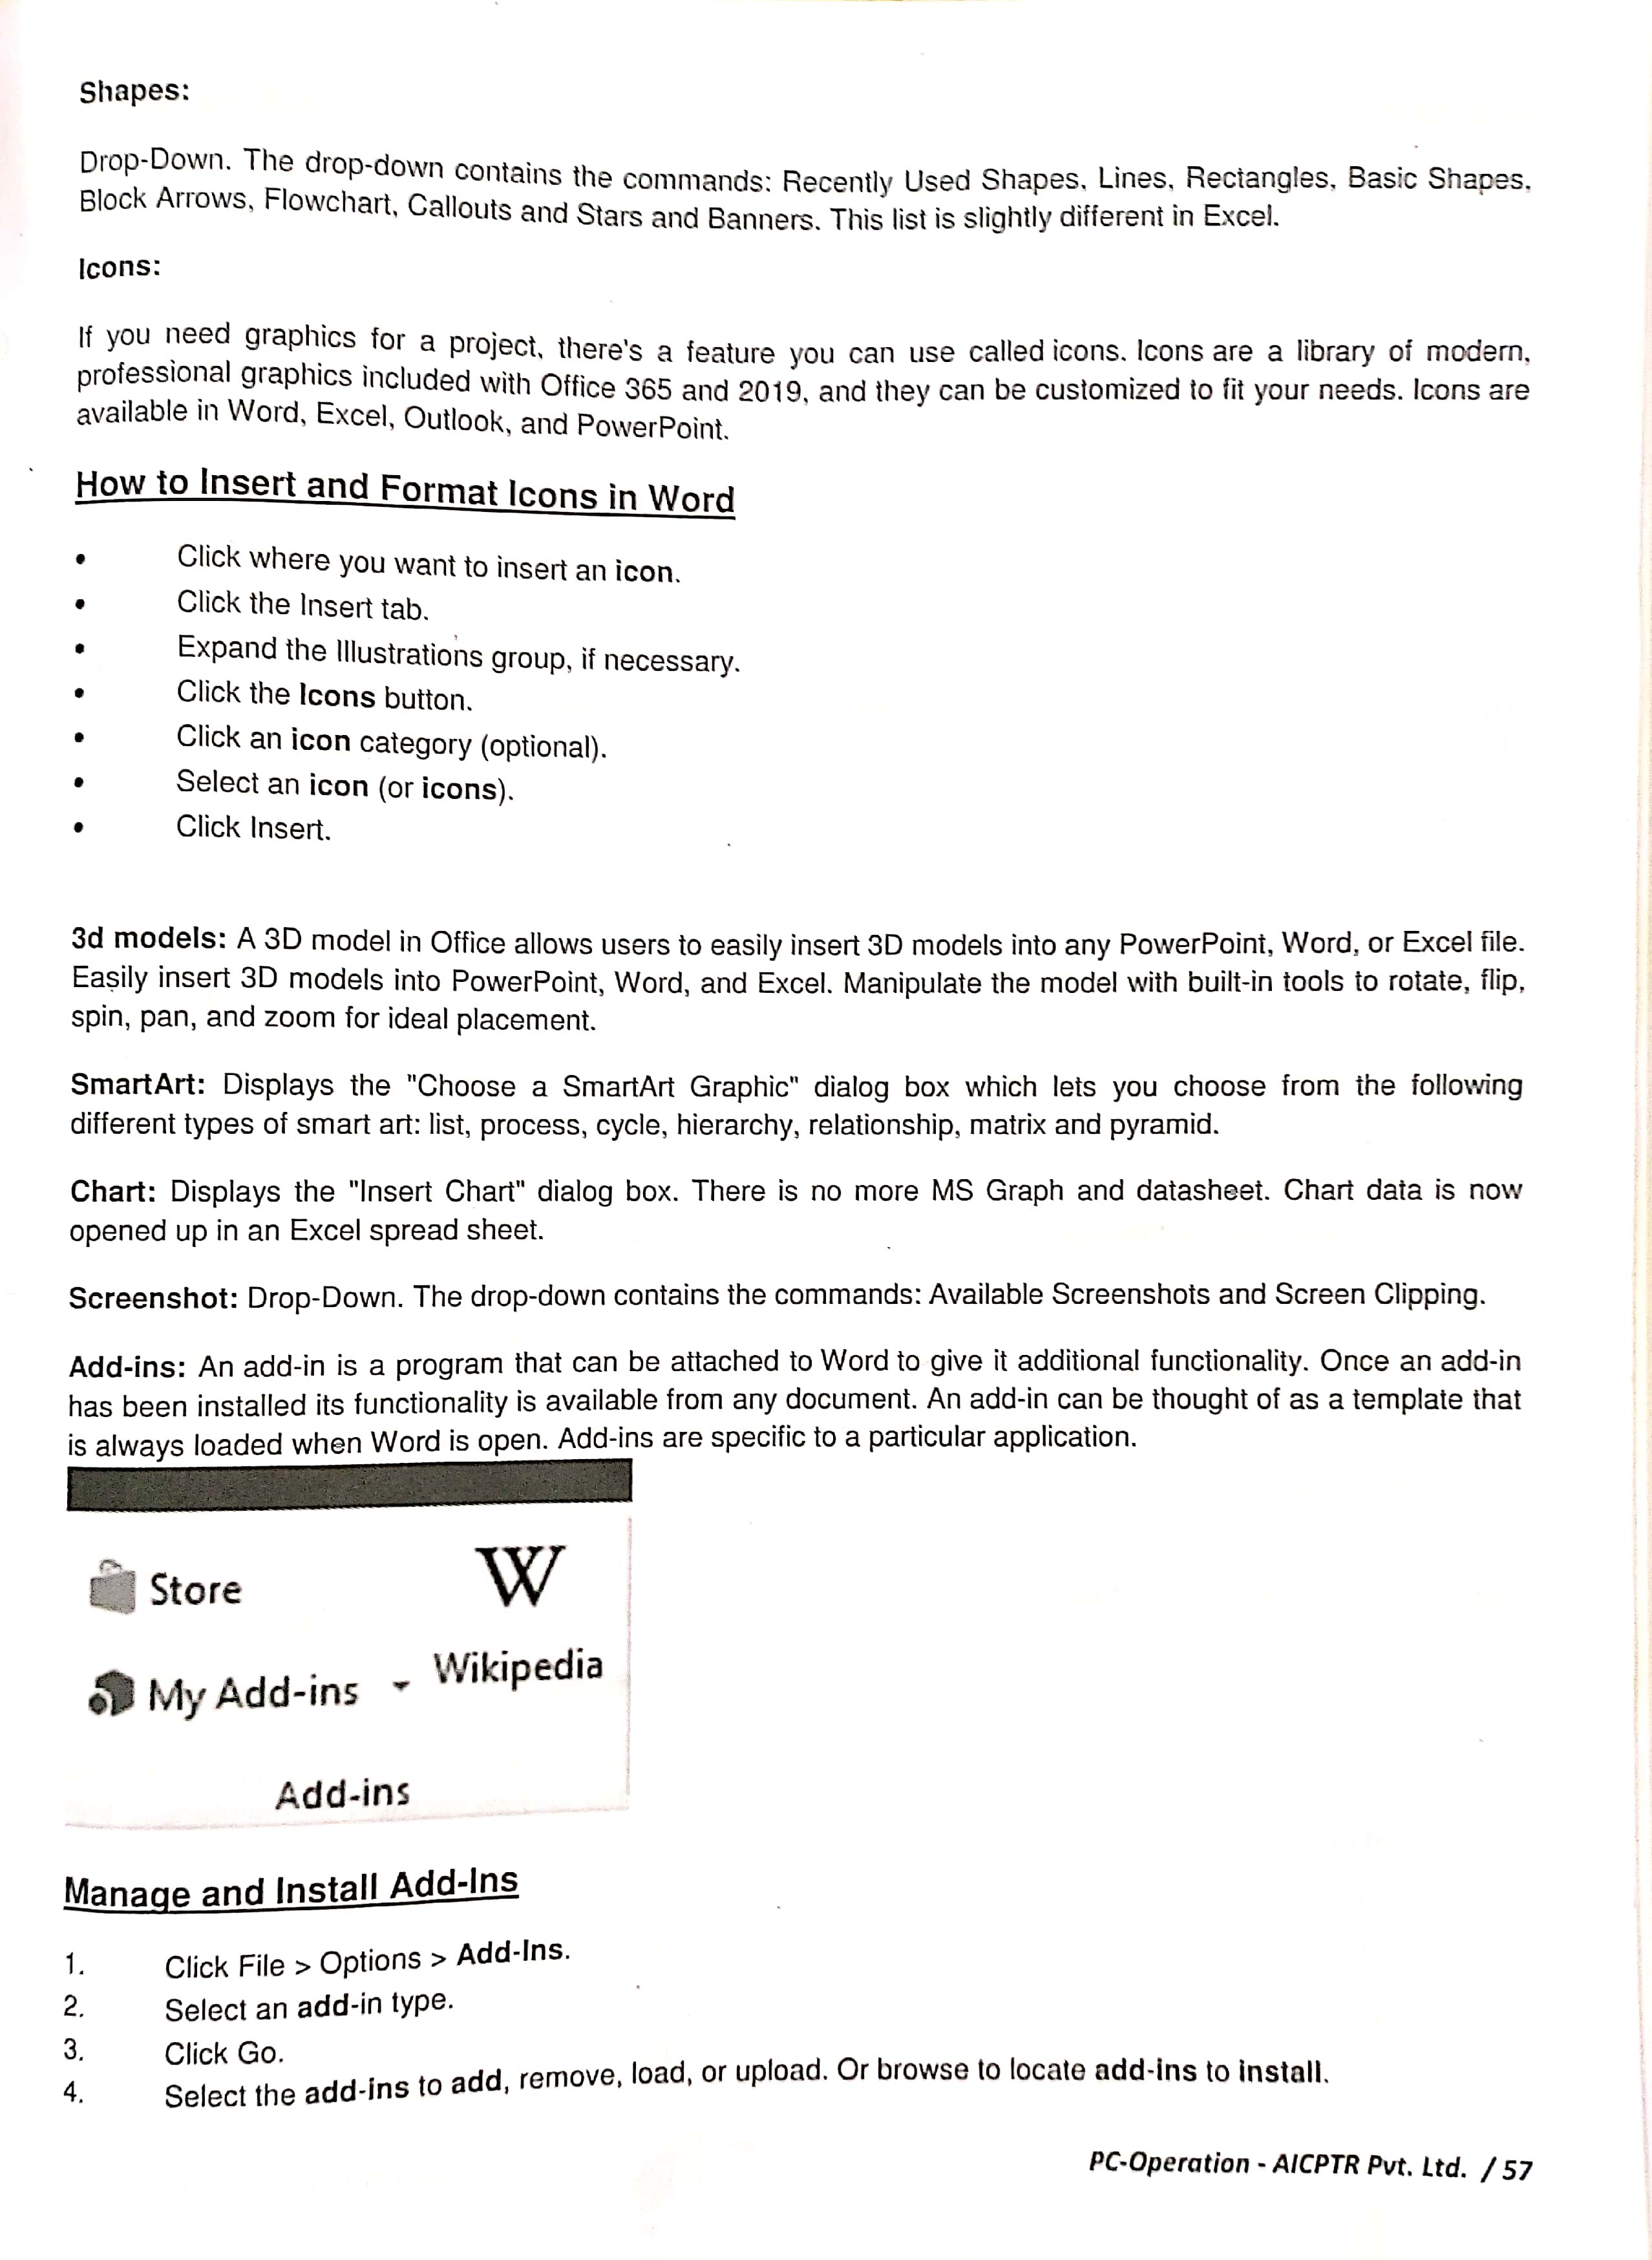 Shapes:
Drop-Down. The drop-down contains the commands: Recently Used Shapes, Lines, Rectangles, Basic Shapes,
Block Arrows, Flowchart, Callouts and Stars and Banners. This list is slightly different in Excel.
Icons:
If you need graphics for a project, there's a feature you can use called icons. Icons are a library of modern,
professional graphics included with Office 365 and 2019, and they can be customized to fit your needs. Icons are
available in Word, Excel, Outlook, and PowerPoint.
How to Insert and Format Icons in Word
• Click where you want to insert an icon.
• Click the Insert tab.
• Expand the Illustrations group, if necessary.
• Click the Icons button.
• Click an icon category (optional).
• Select an icon (or icons).
• Click Insert.
3d models: A 3D model in Office allows users to easily insert 3D models into any PowerPoint, Word, or Excel file.
Easily insert 3D models into PowerPoint, Word, and Excel. Manipulate the model with built-in tools to rotate, flip,
spin, pan, and zoom for ideal placement.
SmartArt: Displays the "Choose a SmartArt Graphic" dialog box which lets you choose from the following
different types of smart art: list, process, cycle, hierarchy, relationship, matrix and pyramid.
Chart: Displays the "Insert Chart" dialog box. There is no more MS Graph and datasheet. Chart data is now
opened up in an Excel spread sheet.
Screenshot: Drop-Down. The drop-down contains the commands: Available Screenshots and Screen Clipping.
Add-ins: An add-in is a program that can be attached to Word to give it additional functionality. Once an add-in
has been installed its functionality is available from any document. An add-in can be thought of as a template that
is always loaded when Word is open. Add-ins are specific to a particular application.
Store
W
My Add-ins
Wikipedia
Add-ins
Manage and Install Add-Ins
1. Click File > Options > Add-Ins.
2. Select an add-in type.
3. Click Go.
4. Select the add-ins to add, remove, load, or upload. Or browse to locate add-ins to install.
PC-Operation - AICPTR Pvt. Ltd. / 57